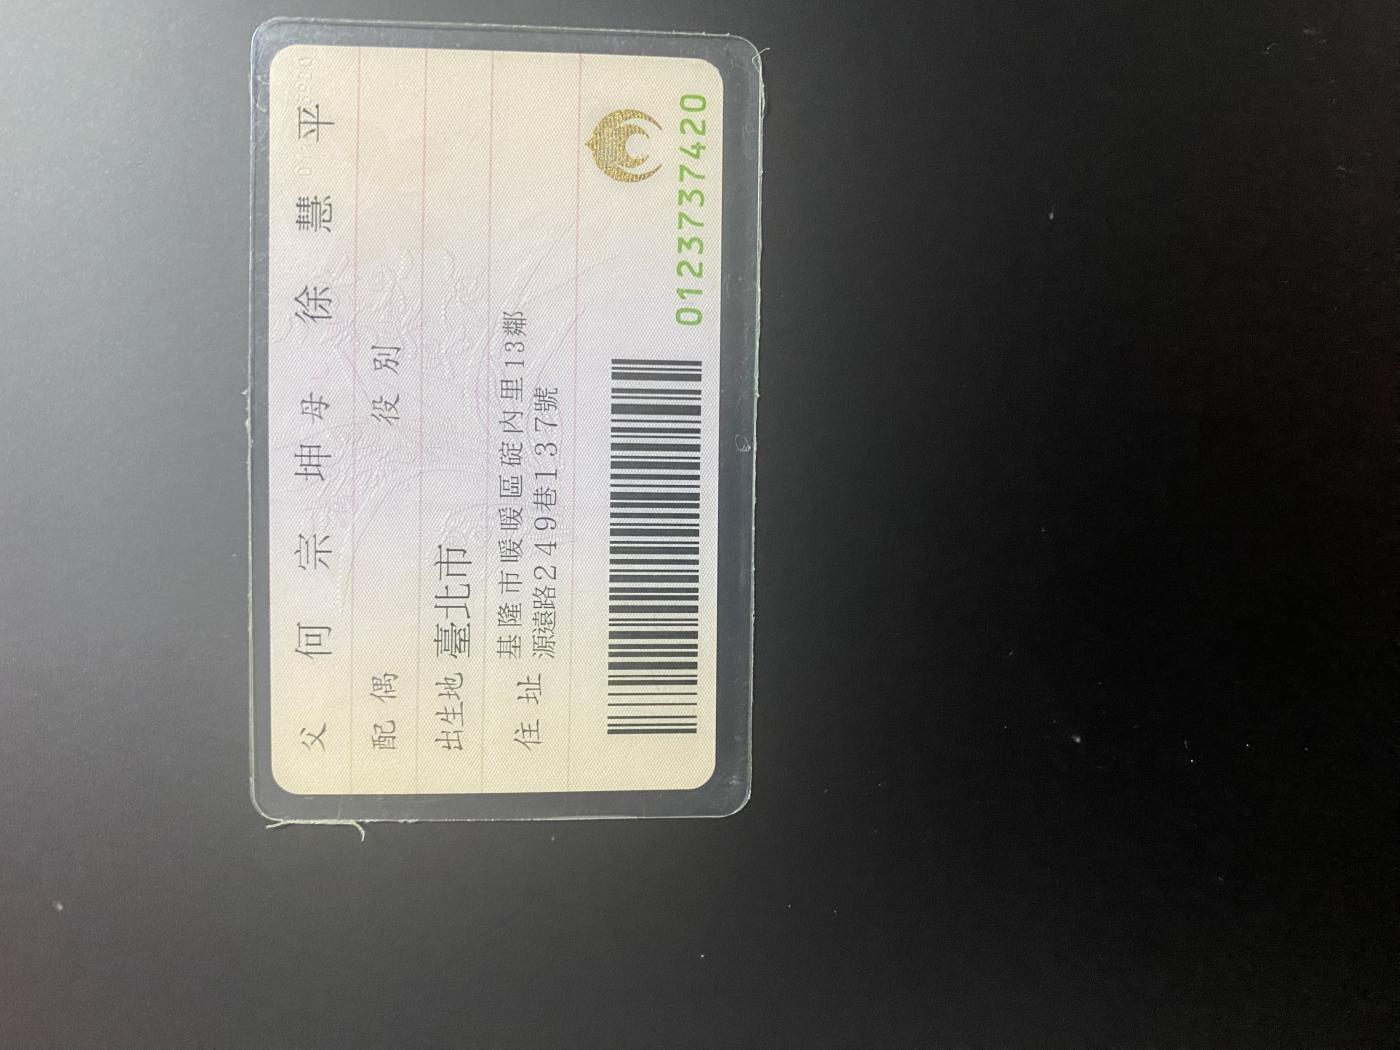 父 何宗坤 母 徐慧平
配偶 役別
出生地 臺北市
住址 基隆市暖暖區碇內里13鄰
源遠路249巷137號
0123737420